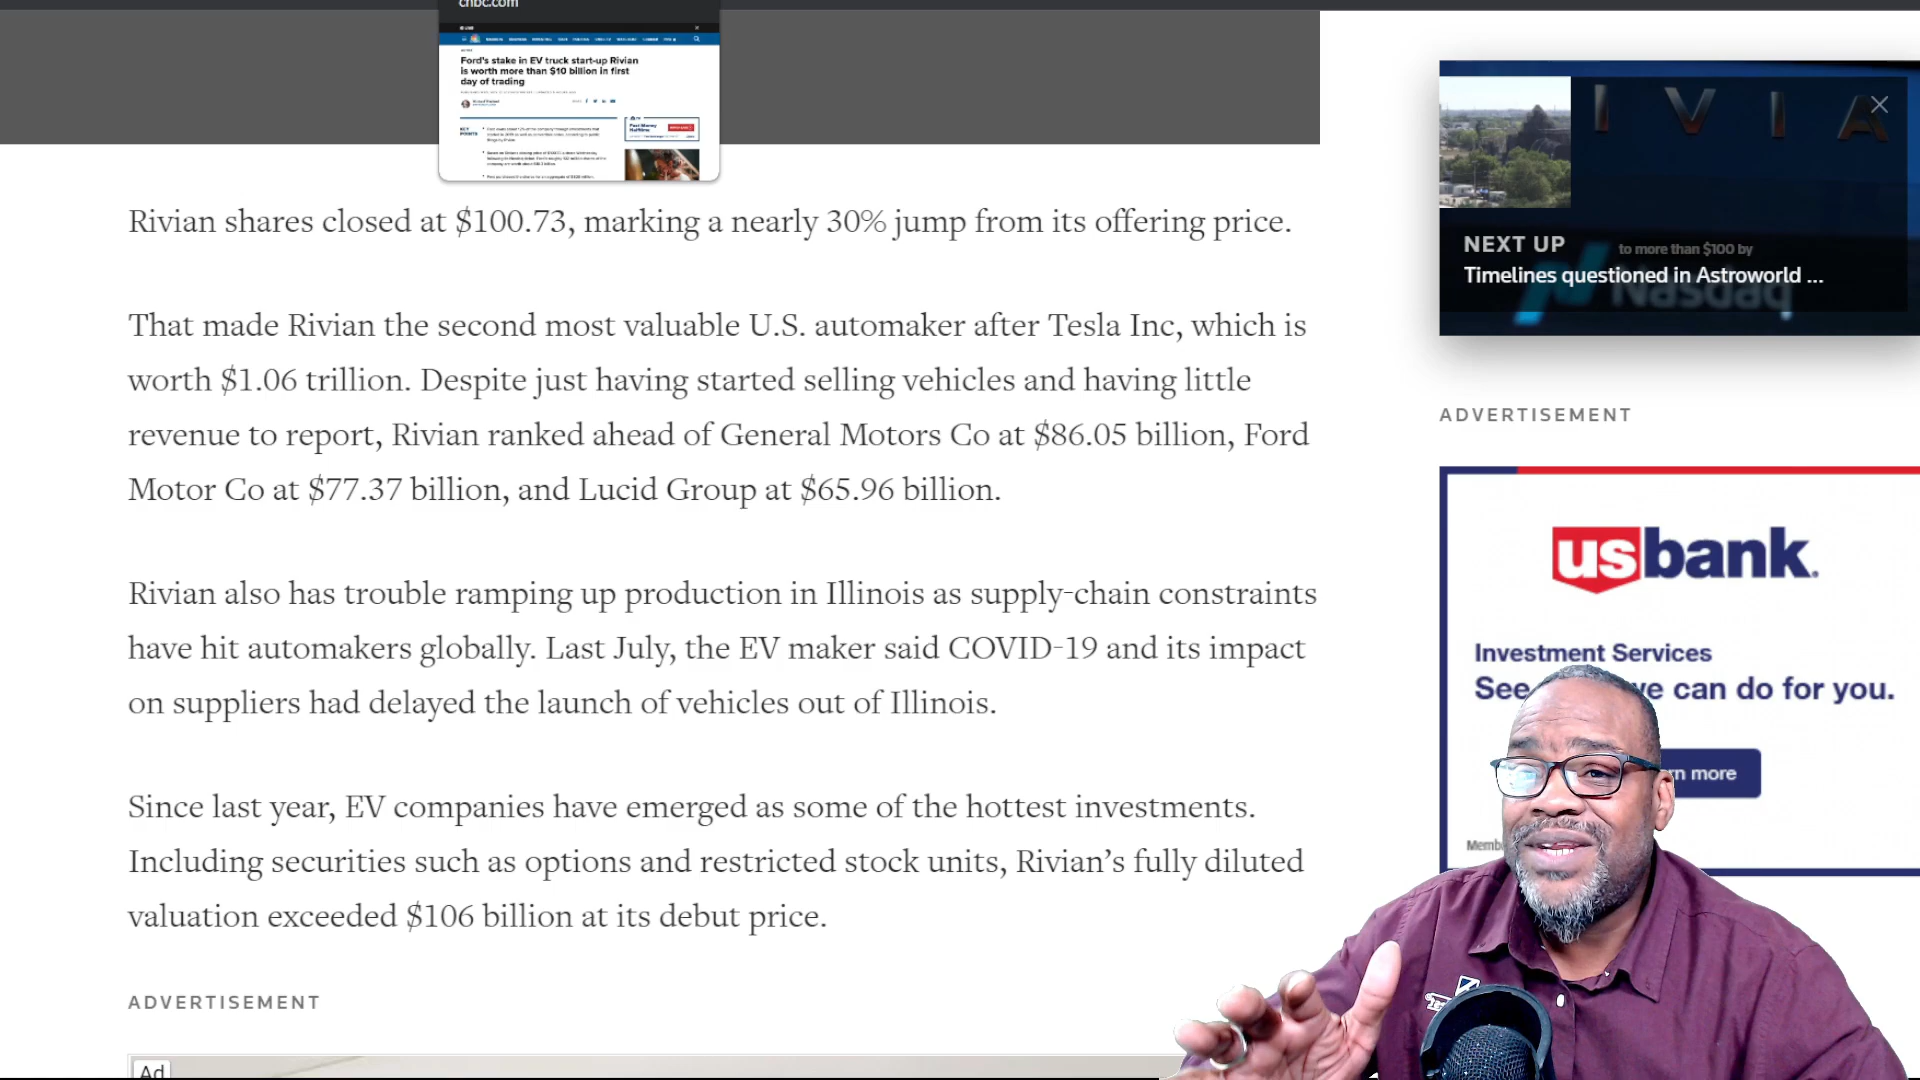 cnbc.com
Ford's stake in EV truck start-up Rivian
is worth more than $10 billion in first
day of trading
KEY
POINTS
Rivian shares closed at $100.73, marking a nearly 30% jump from its offering price.
That made Rivian the second most valuable U.S. automaker after Tesla Inc, which is
worth $1.06 trillion. Despite just having started selling vehicles and having little
revenue to report, Rivian ranked ahead of General Motors Co at $86.05 billion, Ford
Motor Co at $77.37 billion, and Lucid Group at $65.96 billion.
Rivian also has trouble ramping up production in Illinois as supply-chain constraints
have hit automakers globally. Last July, the EV maker said COVID-19 and its impact
on suppliers had delayed the launch of vehicles out of Illinois.
Since last year, EV companies have emerged as some of the hottest investments.
Including securities such as options and restricted stock units, Rivian's fully diluted
valuation exceeded $106 billion at its debut price.
ADVERTISEMENT
Ad
I V I A
NEXT UP
to more than $100 by
Timelines questioned in Astroworld ...
Nasdaq
ADVERTISEMENT
usbank.
Investment Services
See we can do for you.
rn more